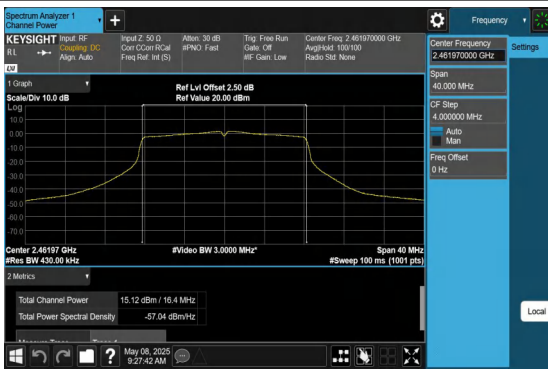 Spectrum Analyzer 1
Channel Power
Frequency
KEYSIGHT
RL
LXI
Input: RF
Coupling: DC
Align: Auto
Input Z: 50 Ω
Corr CCorr RCal
Freq Ref: Int (S)
Atten: 30 dB
#PNO: Fast
Trig: Free Run
Gate: Off
#IF Gain: Low
Center Freq: 2.461970000 GHz
Avg|Hold: 100/100
Radio Std: None
Center Frequency
2.461970000 GHz
Settings
Span
40.000 MHz
CF Step
4.000000 MHz
Auto
Man
Freq Offset
0 Hz
Local
1 Graph
Scale/Div 10.0 dB
Ref Lvl Offset 2.50 dB
Ref Value 20.00 dBm
Log
10.0
0.00
-10.0
-20.0
-30.0
-40.0
-50.0
-60.0
-70.0
Center 2.46197 GHz
#Res BW 430.00 kHz
#Video BW 3.0000 MHz*
Span 40 MHz
#Sweep 100 ms (1001 pts)
2 Metrics
Total Channel Power 15.12 dBm / 16.4 MHz
Total Power Spectral Density -57.04 dBm/Hz
May 08, 2025
9:27:42 AM